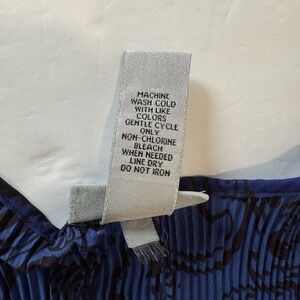 MACHINE
WASH COLD
WITH LIKE
COLORS
GENTLE CYCLE
ONLY
NON-CHLORINE
BLEACH
WHEN NEEDED
LINE DRY
DO NOT IRON